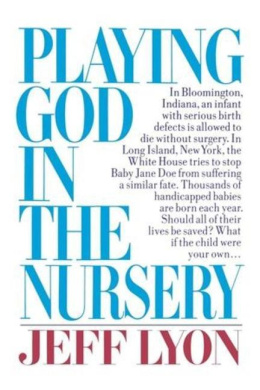 PLAYING
GOD
IN
THE
NURSERY
In Bloomington,
Indiana, an infant
with serious birth
defects is allowed to
die without surgery. In
Long Island, New York, the
White House tries to stop
Baby Jane Doe from suffering
a similar fate. Thousands of
handicapped babies
are born each year.
Should all of their
lives be saved? What
if the child were
your own...
JEFF LYON